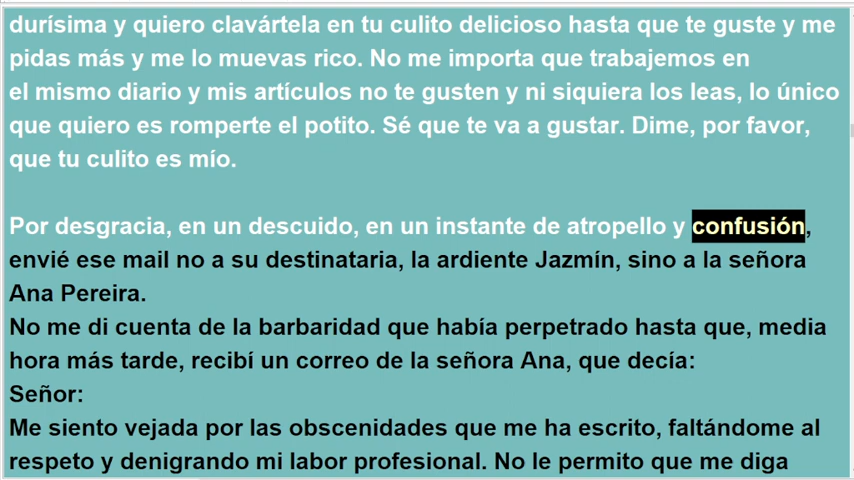 durísima y quiero clavártela en tu culito delicioso hasta que te guste y me
pidas más y me lo muevas rico. No me importa que trabajemos en
el mismo diario y mis artículos no te gusten y ni siquiera los leas, lo único
que quiero es romperte el potito. Sé que te va a gustar. Dime, por favor,
que tu culito es mío.
Por desgracia, en un descuido, en un instante de atropello y confusión,
envié ese mail no a su destinataria, la ardiente Jazmín, sino a la señora
Ana Pereira.
No me di cuenta de la barbaridad que había perpetrado hasta que, media
hora más tarde, recibí un correo de la señora Ana, que decía:
Señor:
Me siento vejada por las obscenidades que me ha escrito, faltándome al
respeto y denigrando mi labor profesional. No le permito que me diga